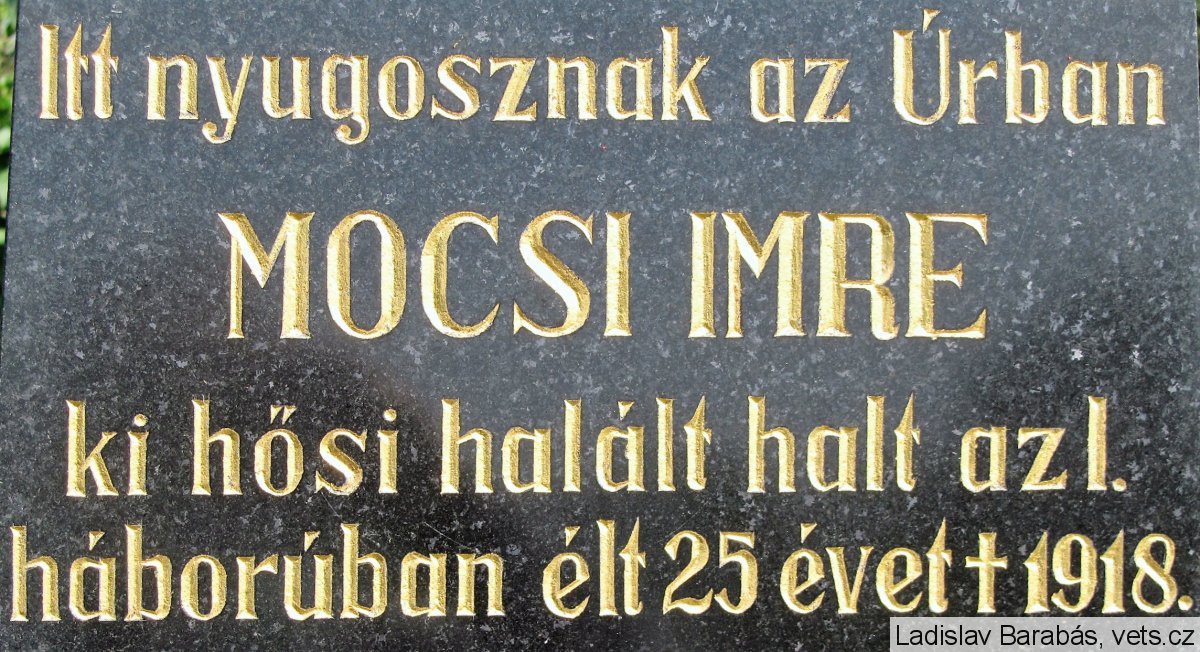 Itt nyugosznak az Úrban
MOCSI IMRE
ki hősi halált halt az I.
háborúban élt 25 évet † 1918.
Ladislav Barabás, vets.cz